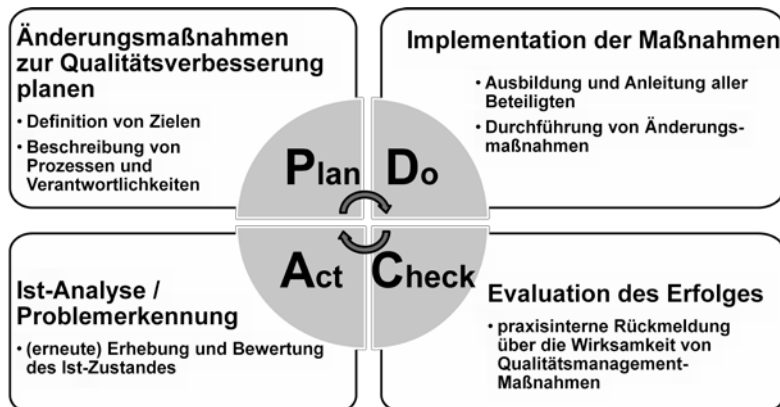 Änderungsmaßnahmen
zur Qualitätsverbesserung
planen
• Definition von Zielen
• Beschreibung von
Prozessen und
Verantwortlichkeiten
Implementation der Maßnahmen
• Ausbildung und Anleitung aller
Beteiligten
• Durchführung von Änderungs-
maßnahmen
Plan
Do
Act
Check
Ist-Analyse /
Problemerkennung
• (erneute) Erhebung und Bewertung
des Ist-Zustandes
Evaluation des Erfolges
• praxisinterne Rückmeldung
über die Wirksamkeit von
Qualitätsmanagement-
Maßnahmen